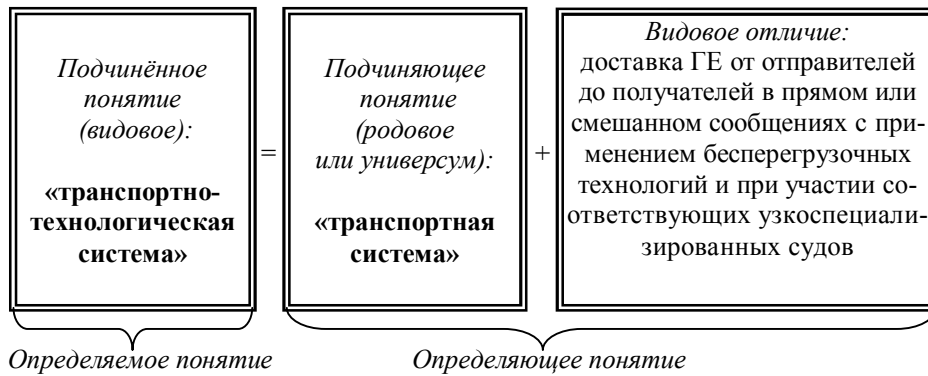 Подчинённое
понятие
(видовое):
«транспортно-
технологическая
система»
=
Подчиняющее
понятие
(родовое
или универсум):
«транспортная
система»
+
Видовое отличие:
доставка ГЕ от отправителей
до получателей в прямом или
смешанном сообщениях с при-
менением бесперегрузочных
технологий и при участии со-
ответствующих узкоспециали-
зированных судов
Определяемое понятие
Определяющее понятие